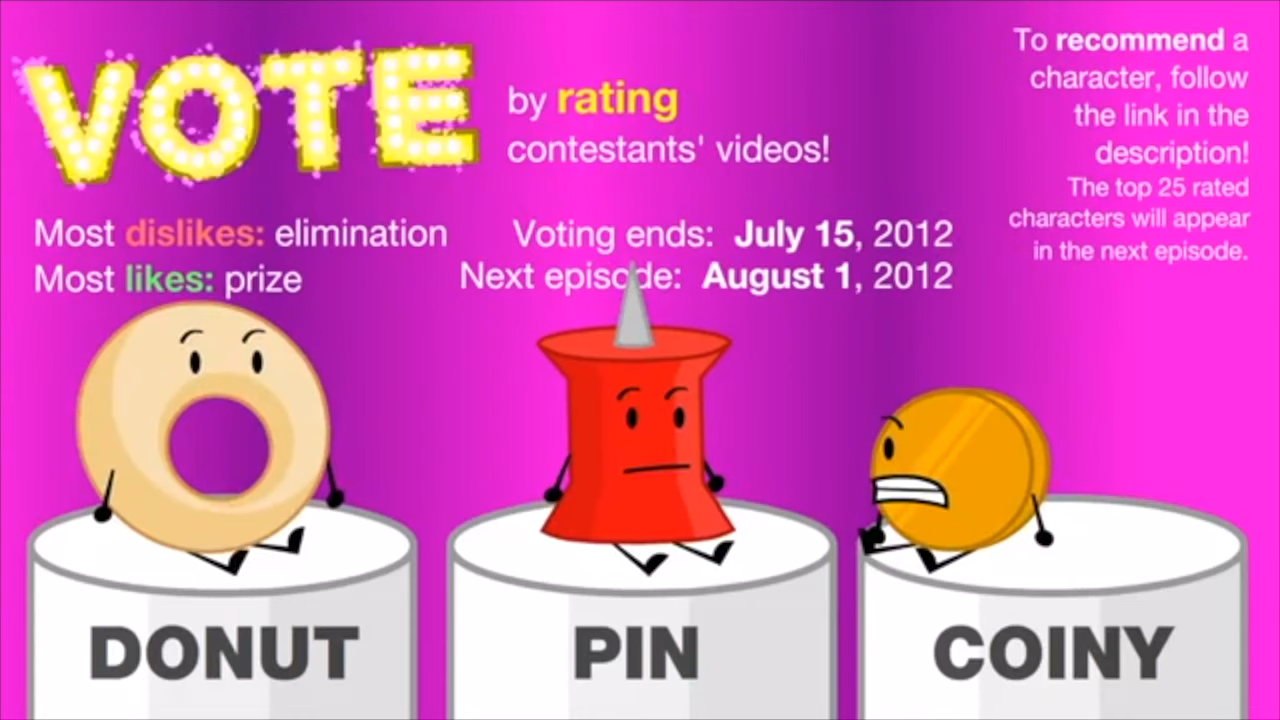 VOTE
by rating
contestants' videos!
Most dislikes: elimination
Most likes: prize
Voting ends: July 15, 2012
Next episode: August 1, 2012
To recommend a
character, follow
the link in the
description!
The top 25 rated
characters will appear
in the next episode.
DONUT
PIN
COINY